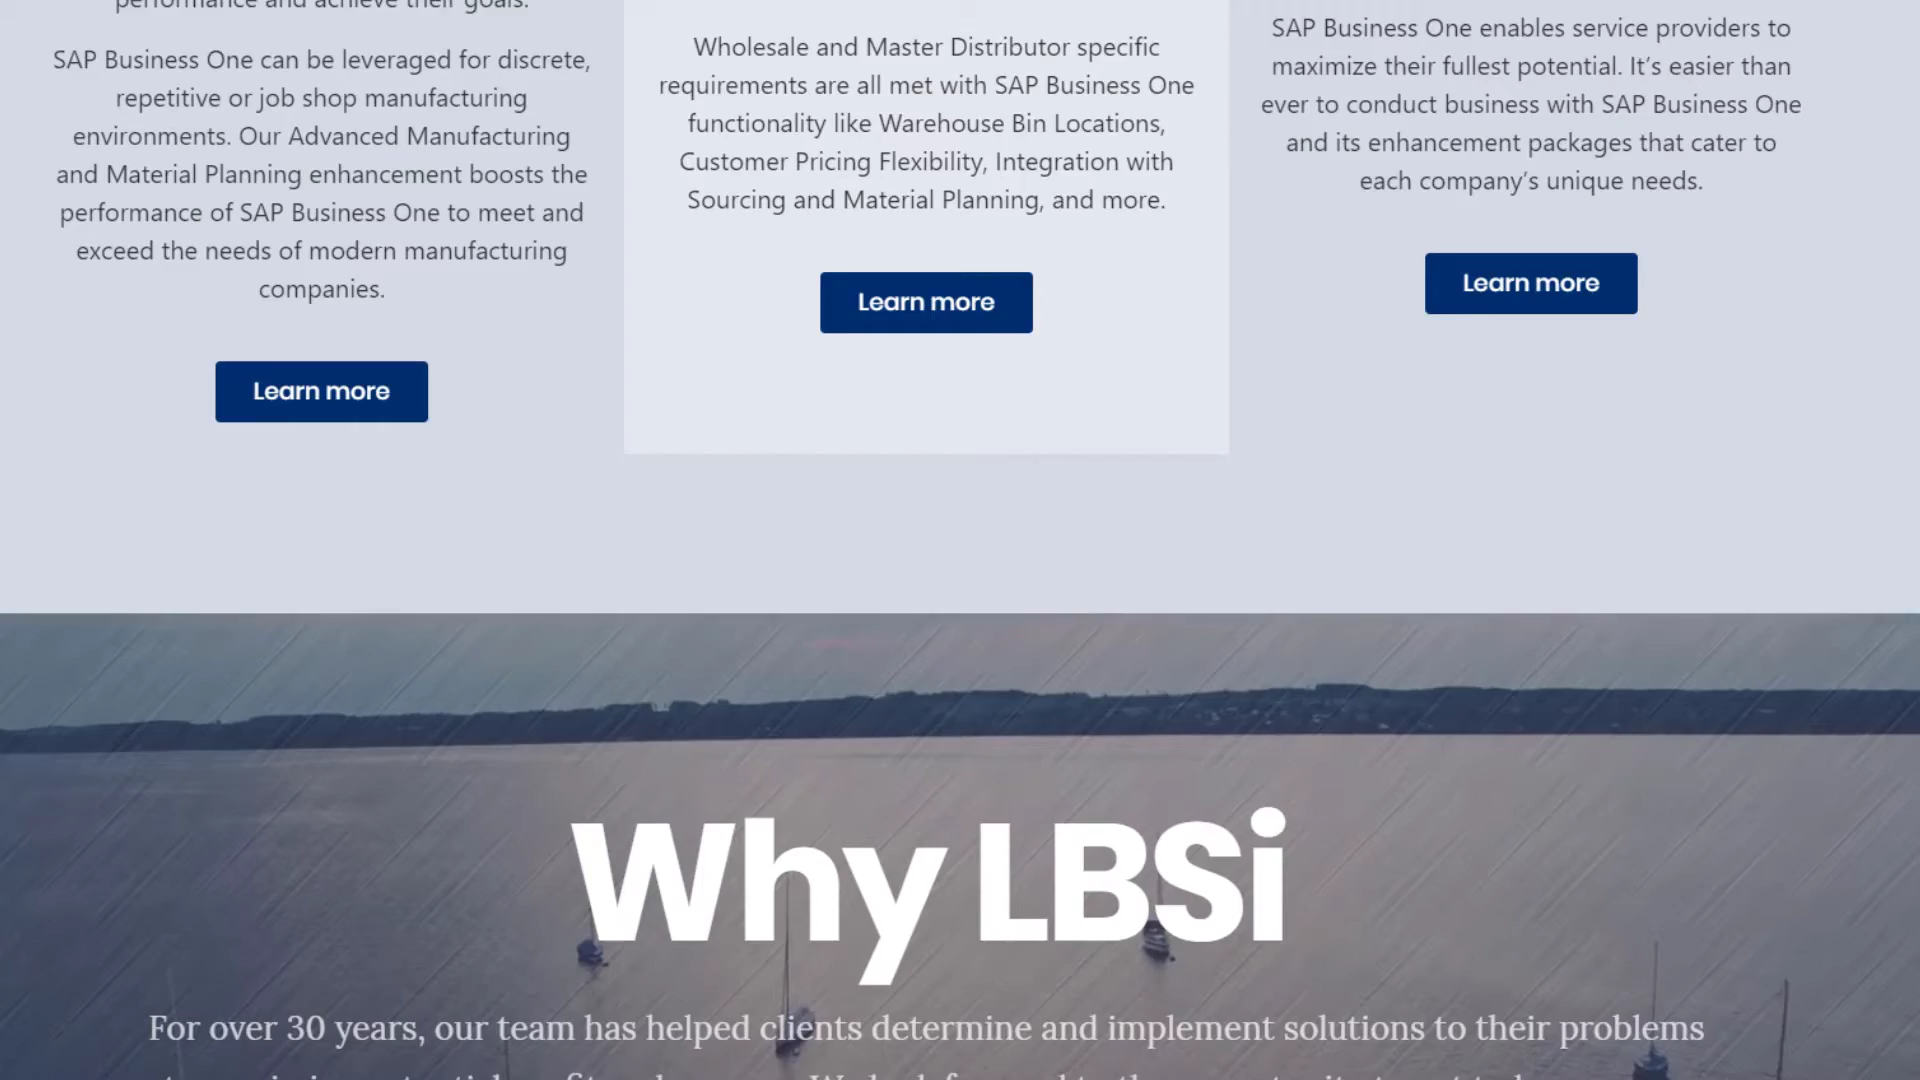 performance and achieve their goals.
SAP Business One can be leveraged for discrete,
repetitive or job shop manufacturing
environments. Our Advanced Manufacturing
and Material Planning enhancement boosts the
performance of SAP Business One to meet and
exceed the needs of modern manufacturing
companies.
Learn more
Wholesale and Master Distributor specific
requirements are all met with SAP Business One
functionality like Warehouse Bin Locations,
Customer Pricing Flexibility, Integration with
Sourcing and Material Planning, and more.
Learn more
SAP Business One enables service providers to
maximize their fullest potential. It’s easier than
ever to conduct business with SAP Business One
and its enhancement packages that cater to
each company’s unique needs.
Learn more
Why LBSi
For over 30 years, our team has helped clients determine and implement solutions to their problems